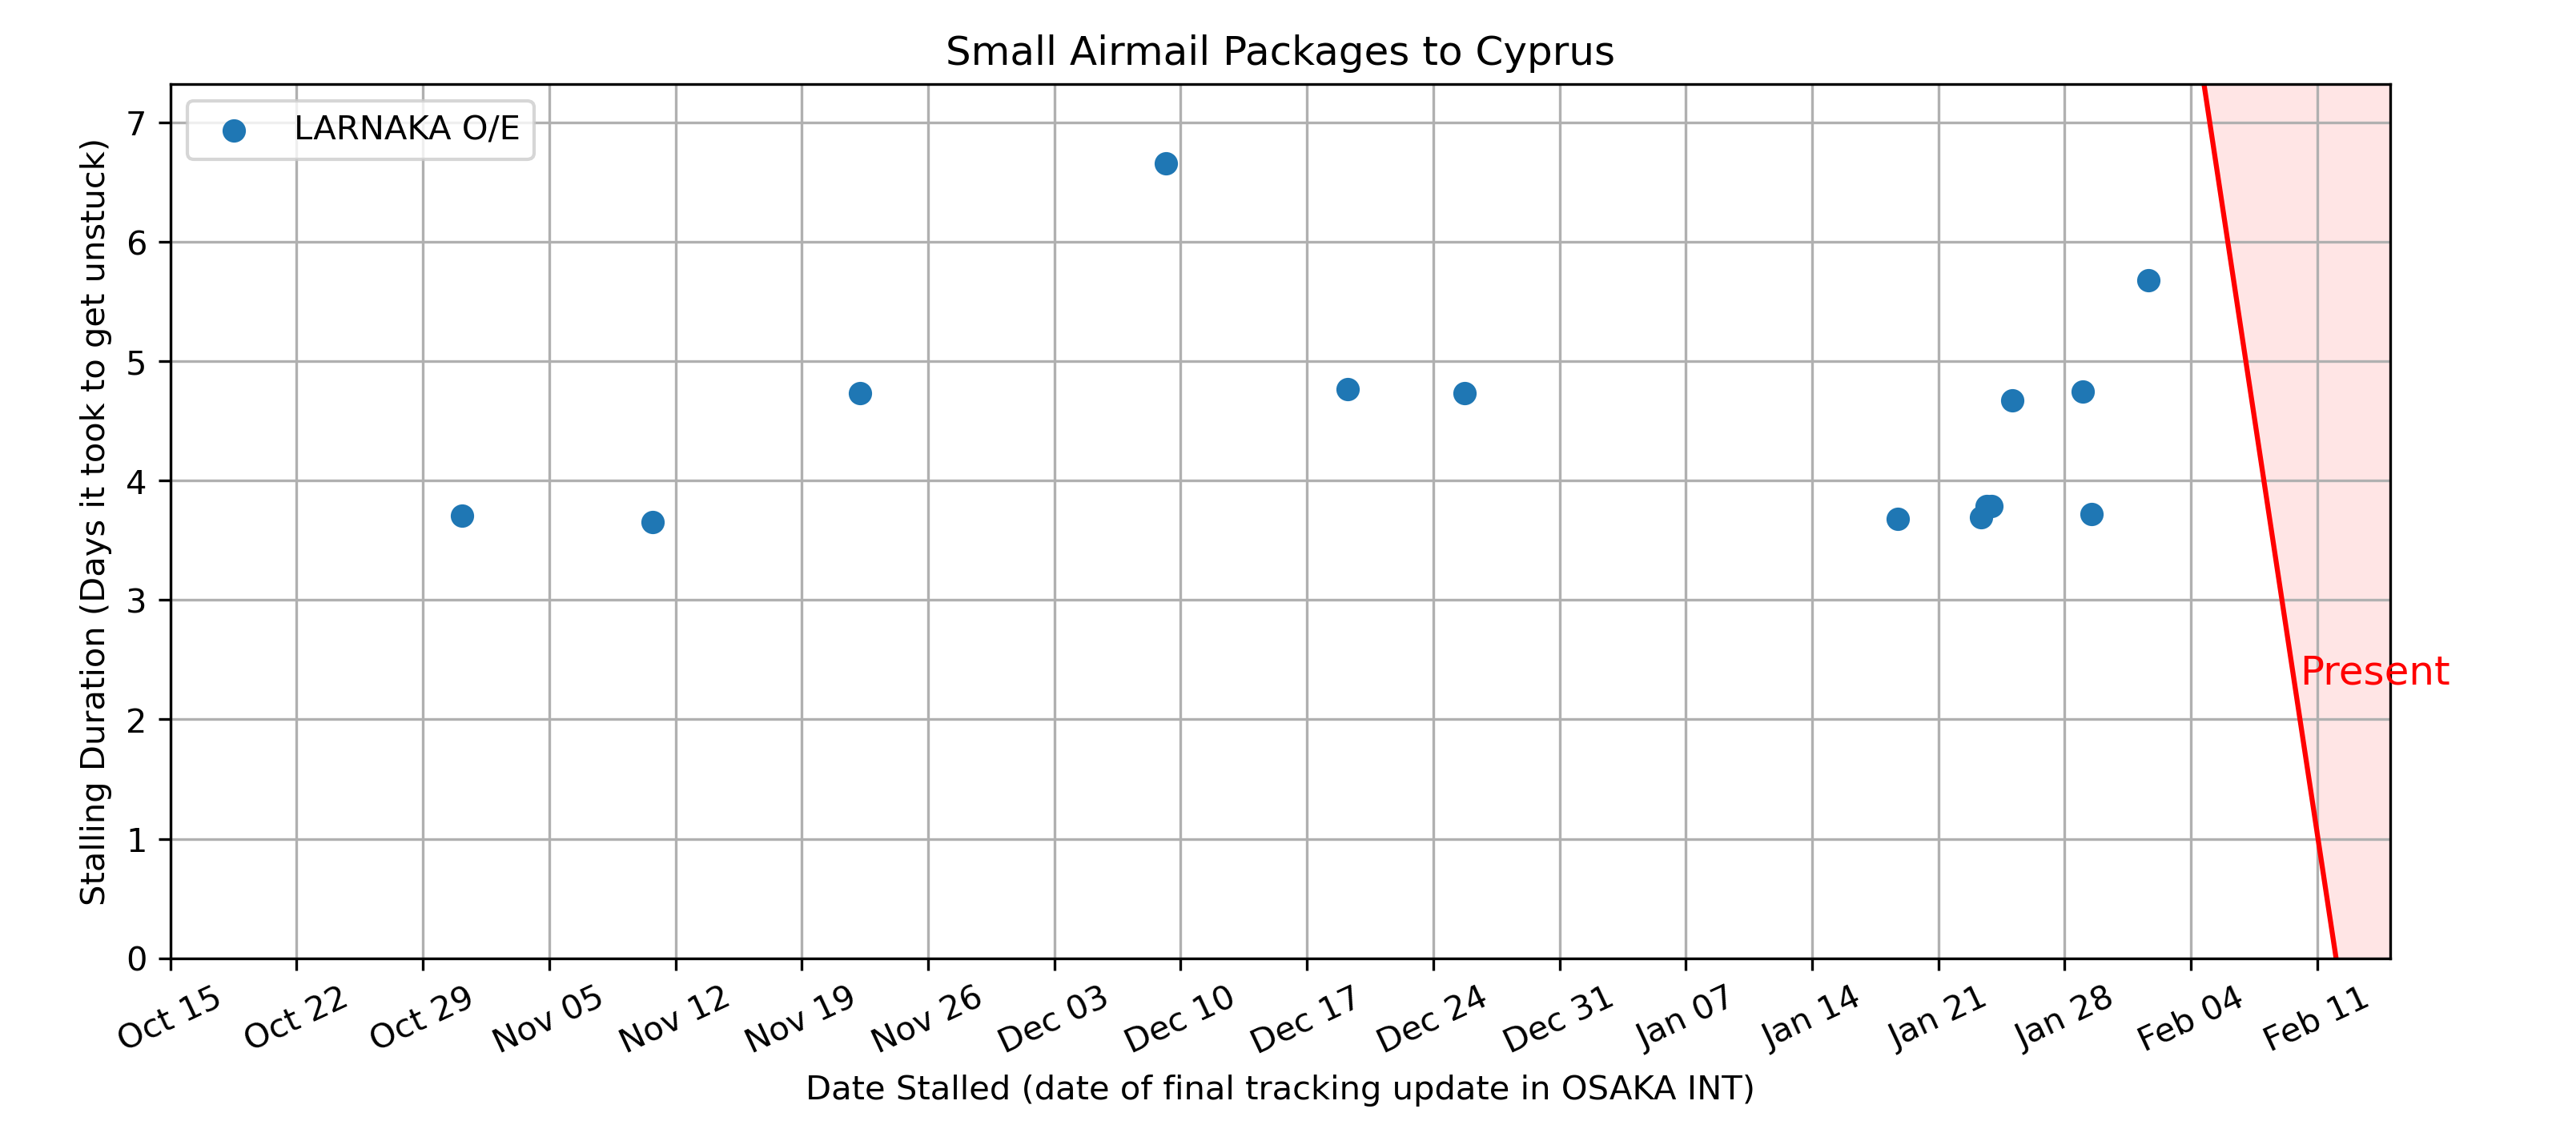 Small Airmail Packages to Cyprus
LARNAKA O/E
Stalling Duration (Days it took to get unstuck)
7
6
5
4
3
2
1
0
Present
Oct 15 Oct 22 Oct 29 Nov 05 Nov 12 Nov 19 Nov 26 Dec 03 Dec 10 Dec 17 Dec 24 Dec 31 Jan 07 Jan 14 Jan 21 Jan 28 Feb 04 Feb 11
Date Stalled (date of final tracking update in OSAKA INT)